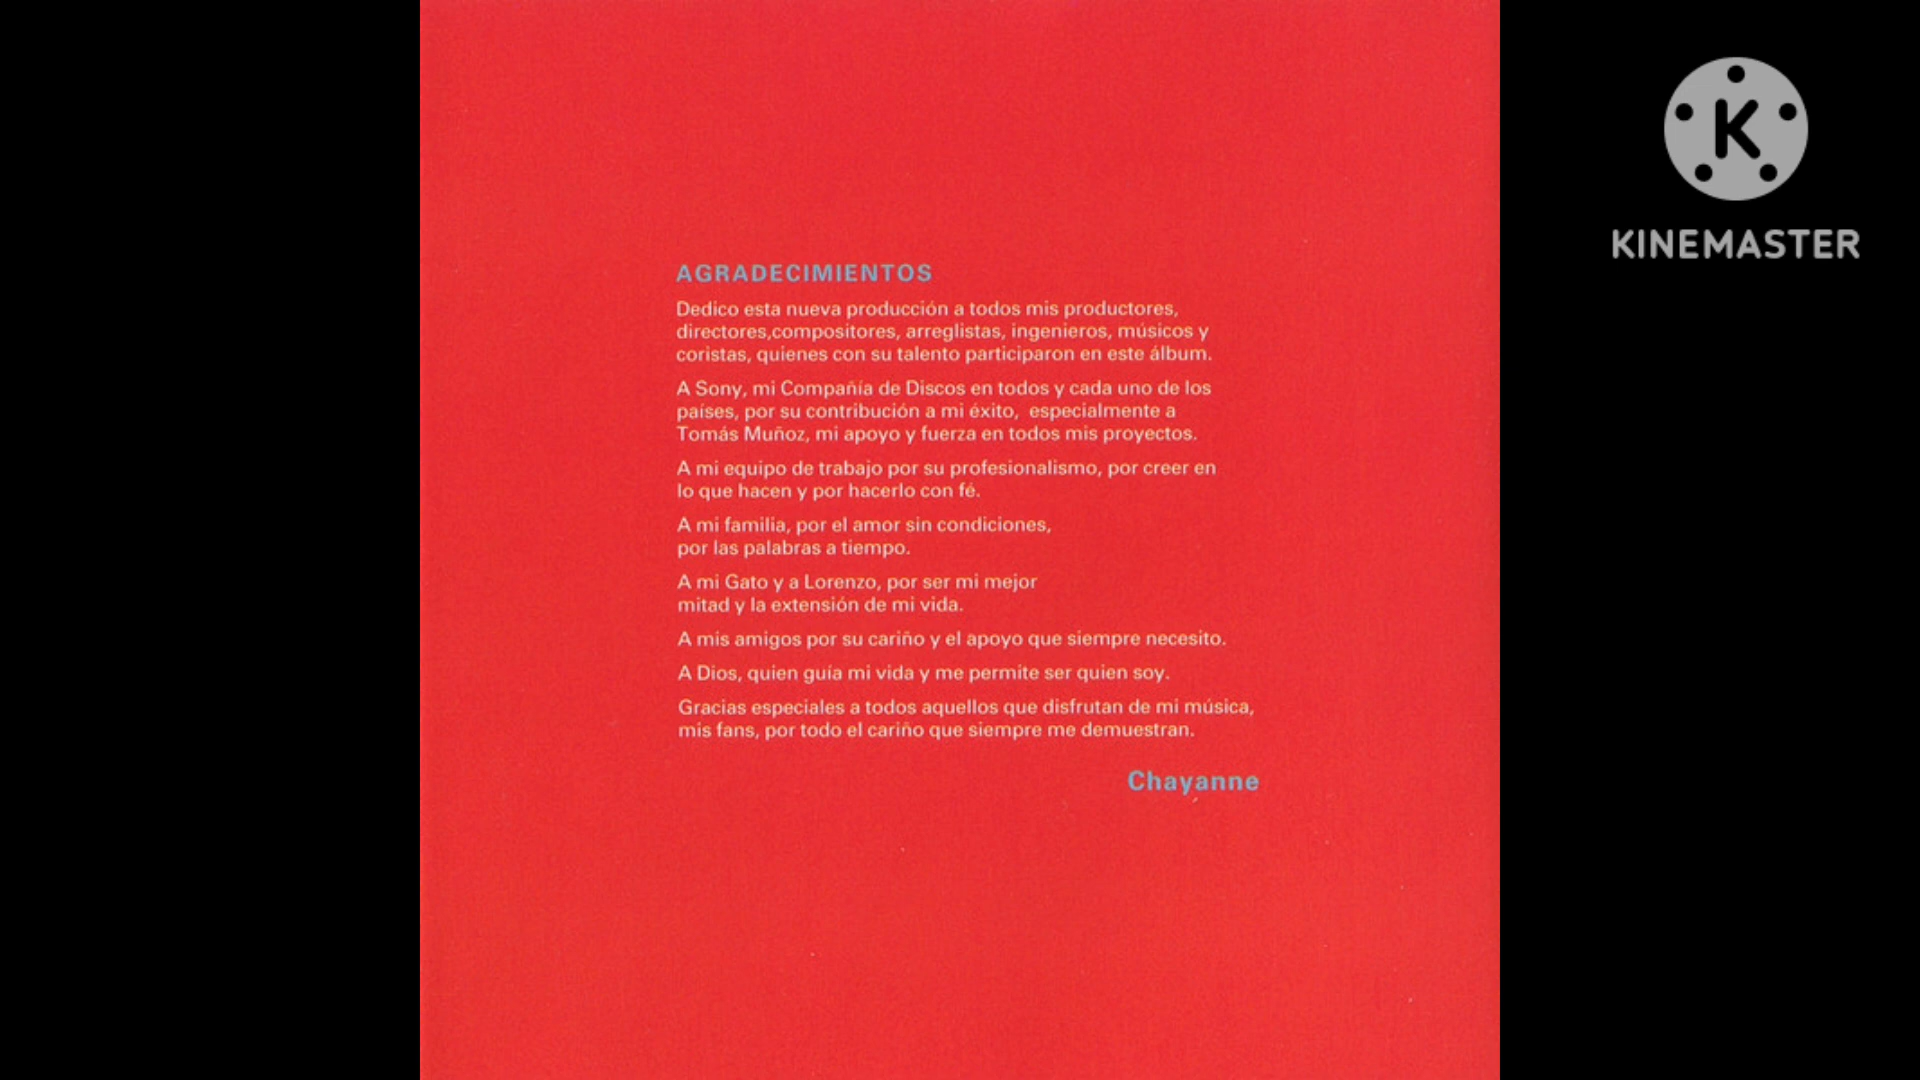 AGRADECIMIENTOS
Dedico esta nueva producción a todos mis productores,
directores,compositores, arreglistas, ingenieros, músicos y
coristas, quienes con su talento participaron en este álbum.
A Sony, mi Compañía de Discos en todos y cada uno de los
países, por su contribución a mi éxito, especialmente a
Tomás Muñoz, mi apoyo y fuerza en todos mis proyectos.
A mi equipo de trabajo por su profesionalismo, por creer en
lo que hacen y por hacerlo con fé.
A mi familia, por el amor sin condiciones,
por las palabras a tiempo.
A mi Gato y a Lorenzo, por ser mi mejor
mitad y la extensión de mi vida.
A mis amigos por su cariño y el apoyo que siempre necesito.
A Dios, quien guía mi vida y me permite ser quien soy.
Gracias especiales a todos aquellos que disfrutan de mi música,
mis fans, por todo el cariño que siempre me demuestran.
Chayanne
K
KINEMASTER